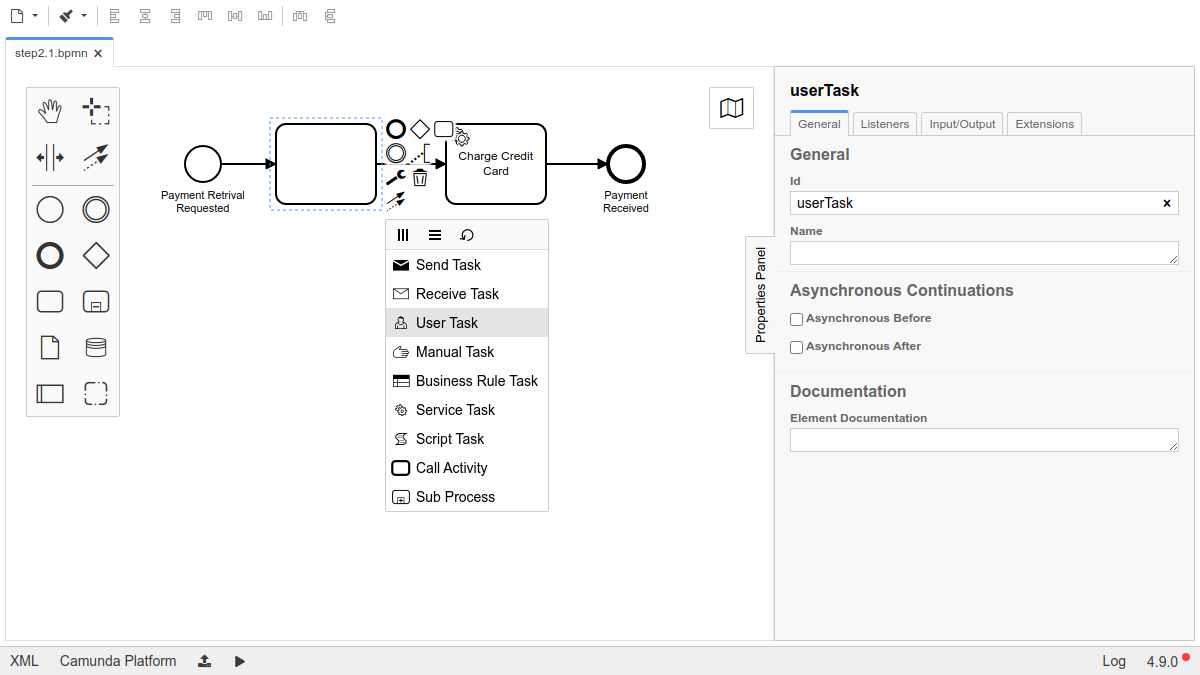 step2.1.bpmn
userTask
General
Listeners
Input/Output
Extensions
General
Id
userTask
Name
Asynchronous Continuations
Asynchronous Before
Asynchronous After
Documentation
Element Documentation
Properties Panel
Payment Retrival
Requested
Charge Credit
Card
Payment
Received
Send Task
Receive Task
User Task
Manual Task
Business Rule Task
Service Task
Script Task
Call Activity
Sub Process
XML
Camunda Platform
Log
4.9.0